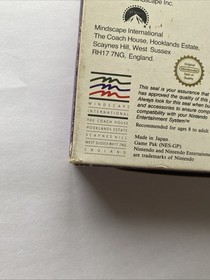 Mindscape Inc.
Mindscape International
The Coach House, Hooklands Estate,
Scaynes Hill, West Sussex
RH17 7NG, England.
This seal is your assurance that
has approved the quality of this
Always look for this seal when bu
and accessories to ensure comp
compatibility with your Nintendo
Entertainment System™
Recommended for ages 8 to adult
MINDSCAPE
INTERNATIONAL
THE COACH HOUSE
HOOKLANDS ESTATE
SCAYNES HILL
WEST SUSSEX RH17 7NG
ENGLAND
Made in Japan.
Game Pak (NES-GP)
Nintendo and Nintendo Entertainm
are trademarks of Nintendo